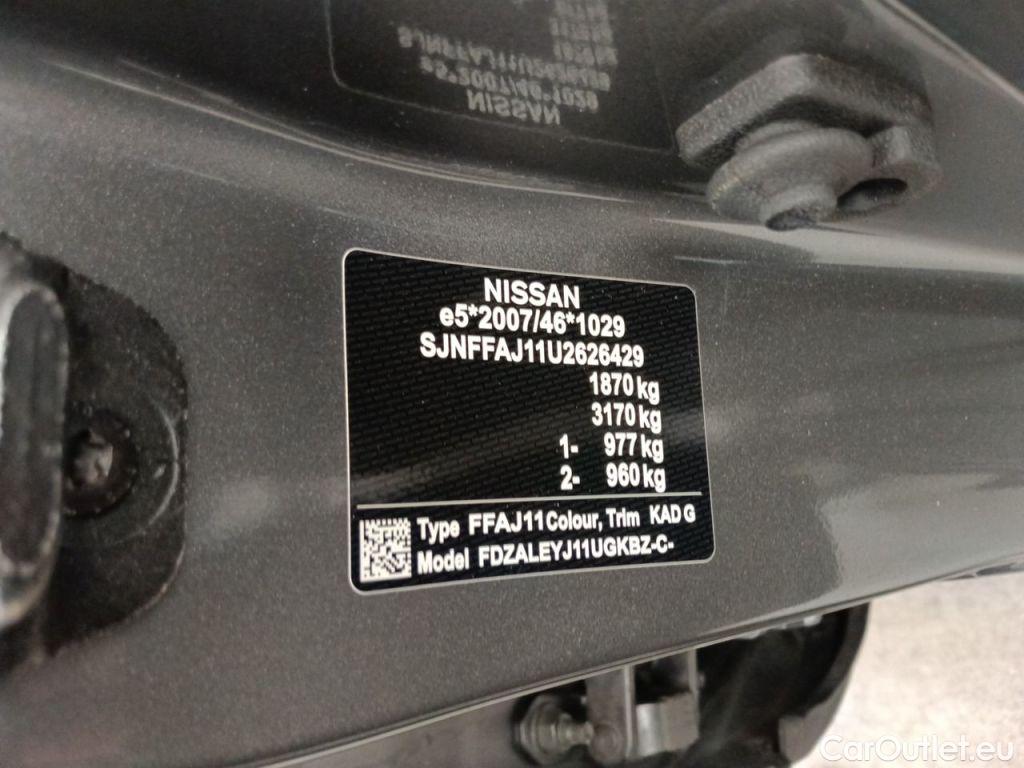 NISSAN
e5*2007/46*1029
SJNFFAJ11U2626429
1870 kg
3170 kg
1- 977 kg
2- 960 kg
Type FFAJ11 Colour, Trim KAD G
Model FDZALEYJ11UGKBZ-C-
CarOutlet.eu